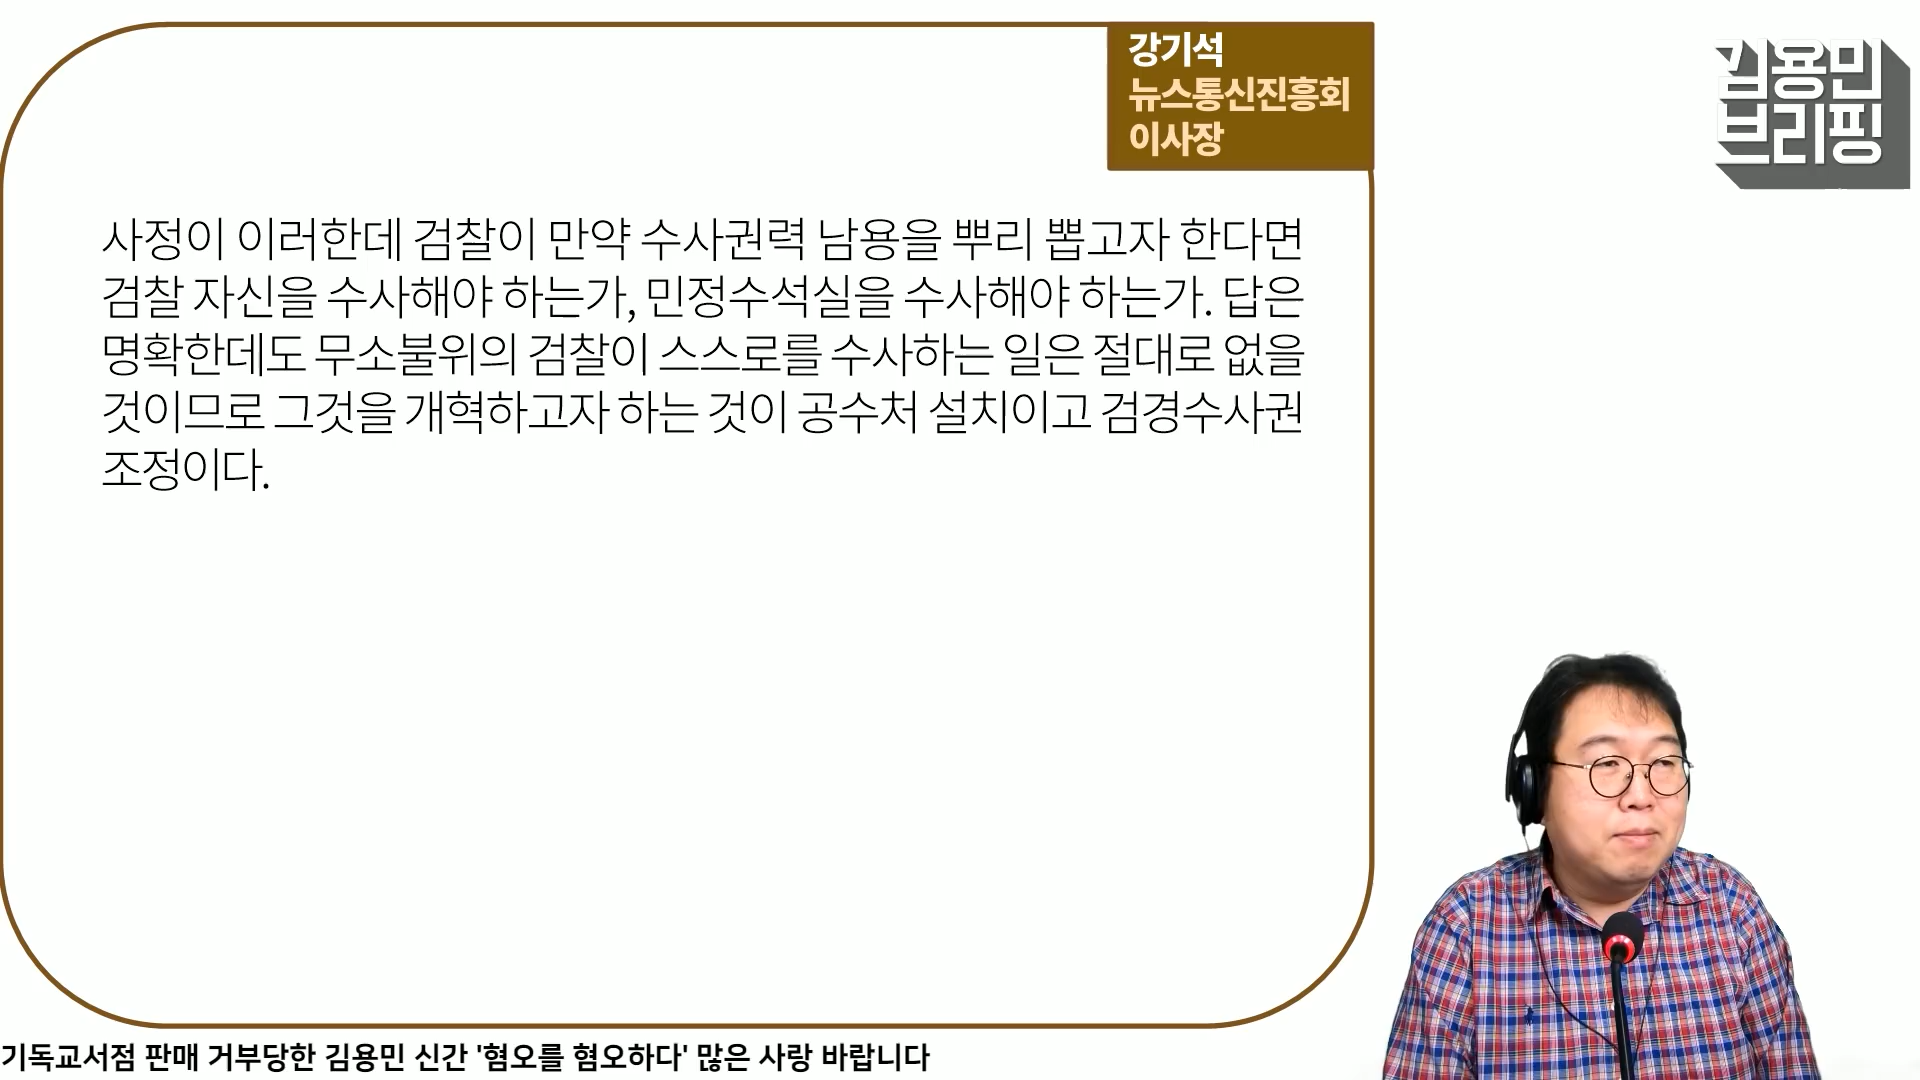 강기석
뉴스통신진흥회
이사장
김용민
브리핑
사정이 이러한데 검찰이 만약 수사권력 남용을 뿌리 뽑고자 한다면
검찰 자신을 수사해야 하는가, 민정수석실을 수사해야 하는가. 답은
명확한데도 무소불위의 검찰이 스스로를 수사하는 일은 절대로 없을
것이므로 그것을 개혁하고자 하는 것이 공수처 설치이고 검경수사권
조정이다.
기독교서점 판매 거부당한 김용민 신간 '혐오를 혐오하다' 많은 사랑 바랍니다